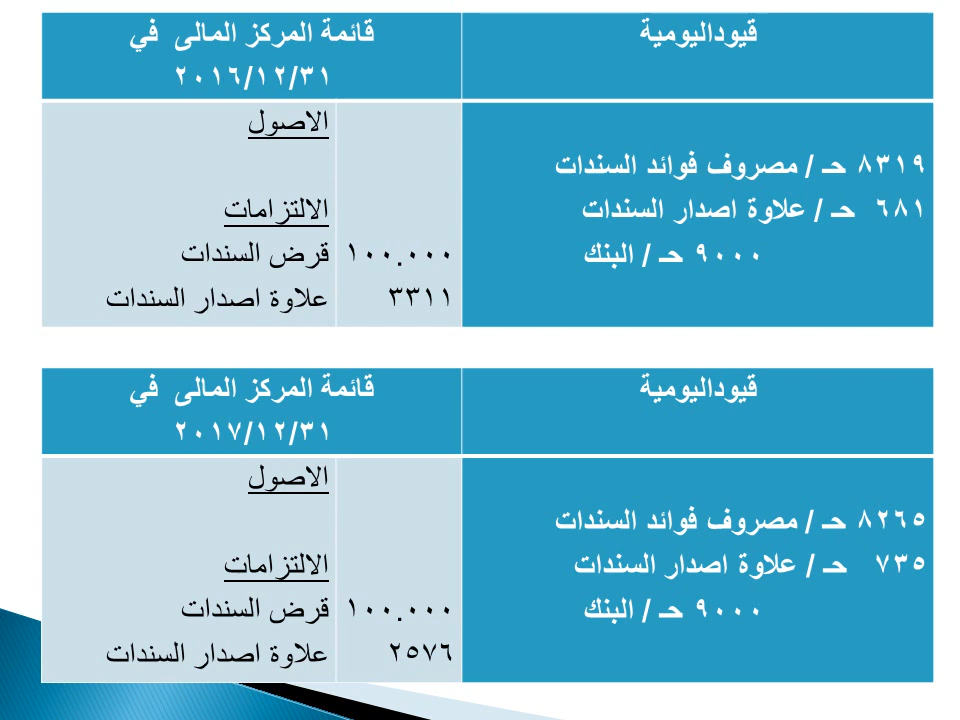 قيوداليومية
قائمة المركز المالى في
٢٠١٦/١٢/٣١
٨٣١٩ حـ / مصروف فوائد السندات
٦٨١ حـ / علاوة اصدار السندات
٩٠٠٠ حـ / البنك
الاصول
الالتزامات
١٠٠.٠٠٠ قرض السندات
٣٣١١ علاوة اصدار السندات
قيوداليومية
قائمة المركز المالى في
٢٠١٧/١٢/٣١
٨٢٦٥ حـ / مصروف فوائد السندات
٧٣٥ حـ / علاوة اصدار السندات
٩٠٠٠ حـ / البنك
الاصول
الالتزامات
١٠٠.٠٠٠ قرض السندات
٢٥٧٦ علاوة اصدار السندات